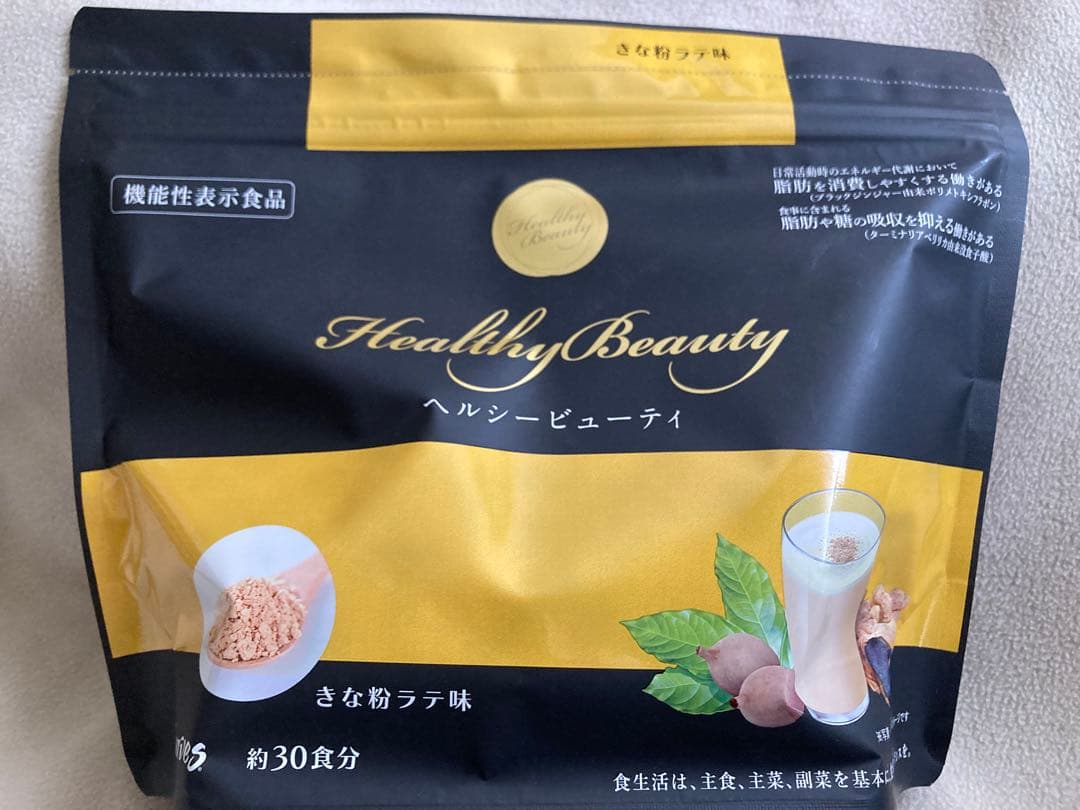 きな粉ラテ味
機能性表示食品
日常活動時のエネルギー代謝において
脂肪を消費しやすくする働きがある
(ブラックジンジャー由来ポリメトキシフラボン)
食事に含まれる
脂肪や糖の吸収を抑える働きがある
(ターミナリアベリリカ由来没食子酸)
Healthy
Beauty
Healthy Beauty
ヘルシービューティ
きな粉ラテ味
約30食分
食生活は、主食、主菜、副菜を基本に